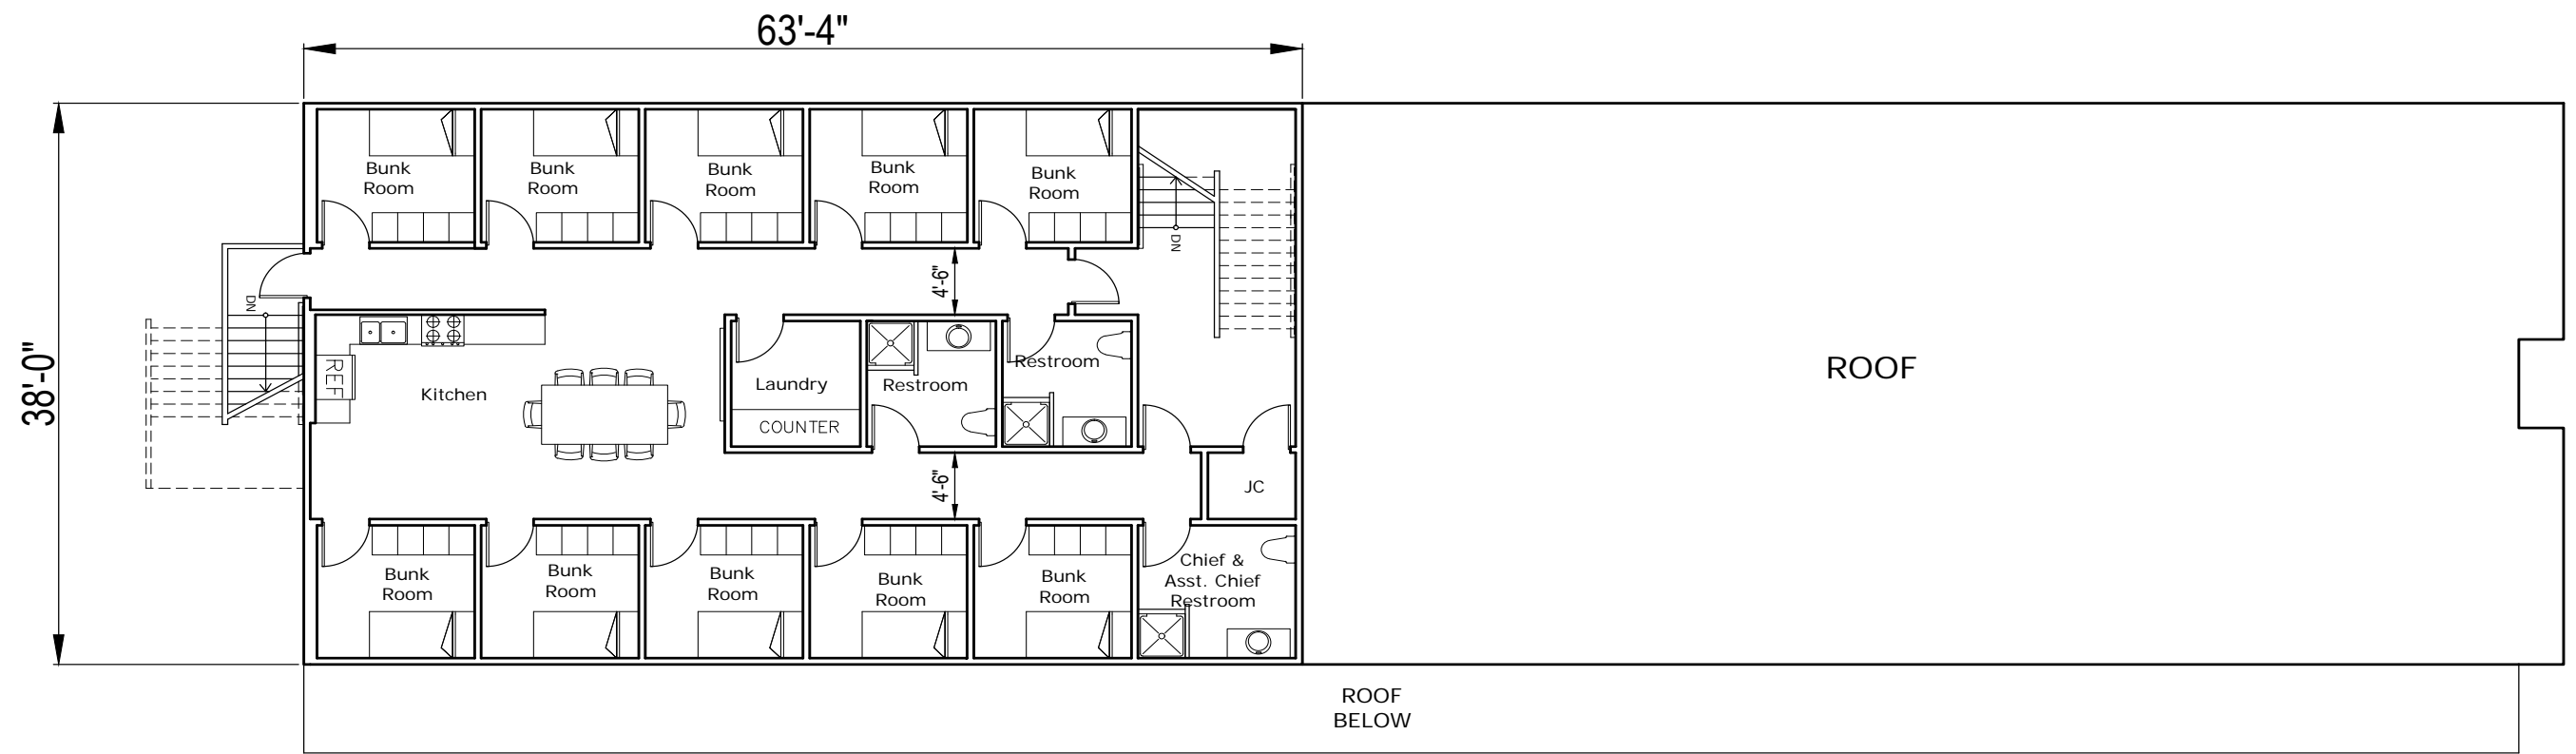 63'-4"
38'-0"
Bunk
Room
Bunk
Room
Bunk
Room
Bunk
Room
Bunk
Room
DN
DN
4'-6"
REF
Kitchen
Laundry
COUNTER
Restroom
Restroom
ROOF
4'-6"
JC
Bunk
Room
Bunk
Room
Bunk
Room
Bunk
Room
Bunk
Room
Chief &
Asst. Chief
Restroom
ROOF
BELOW